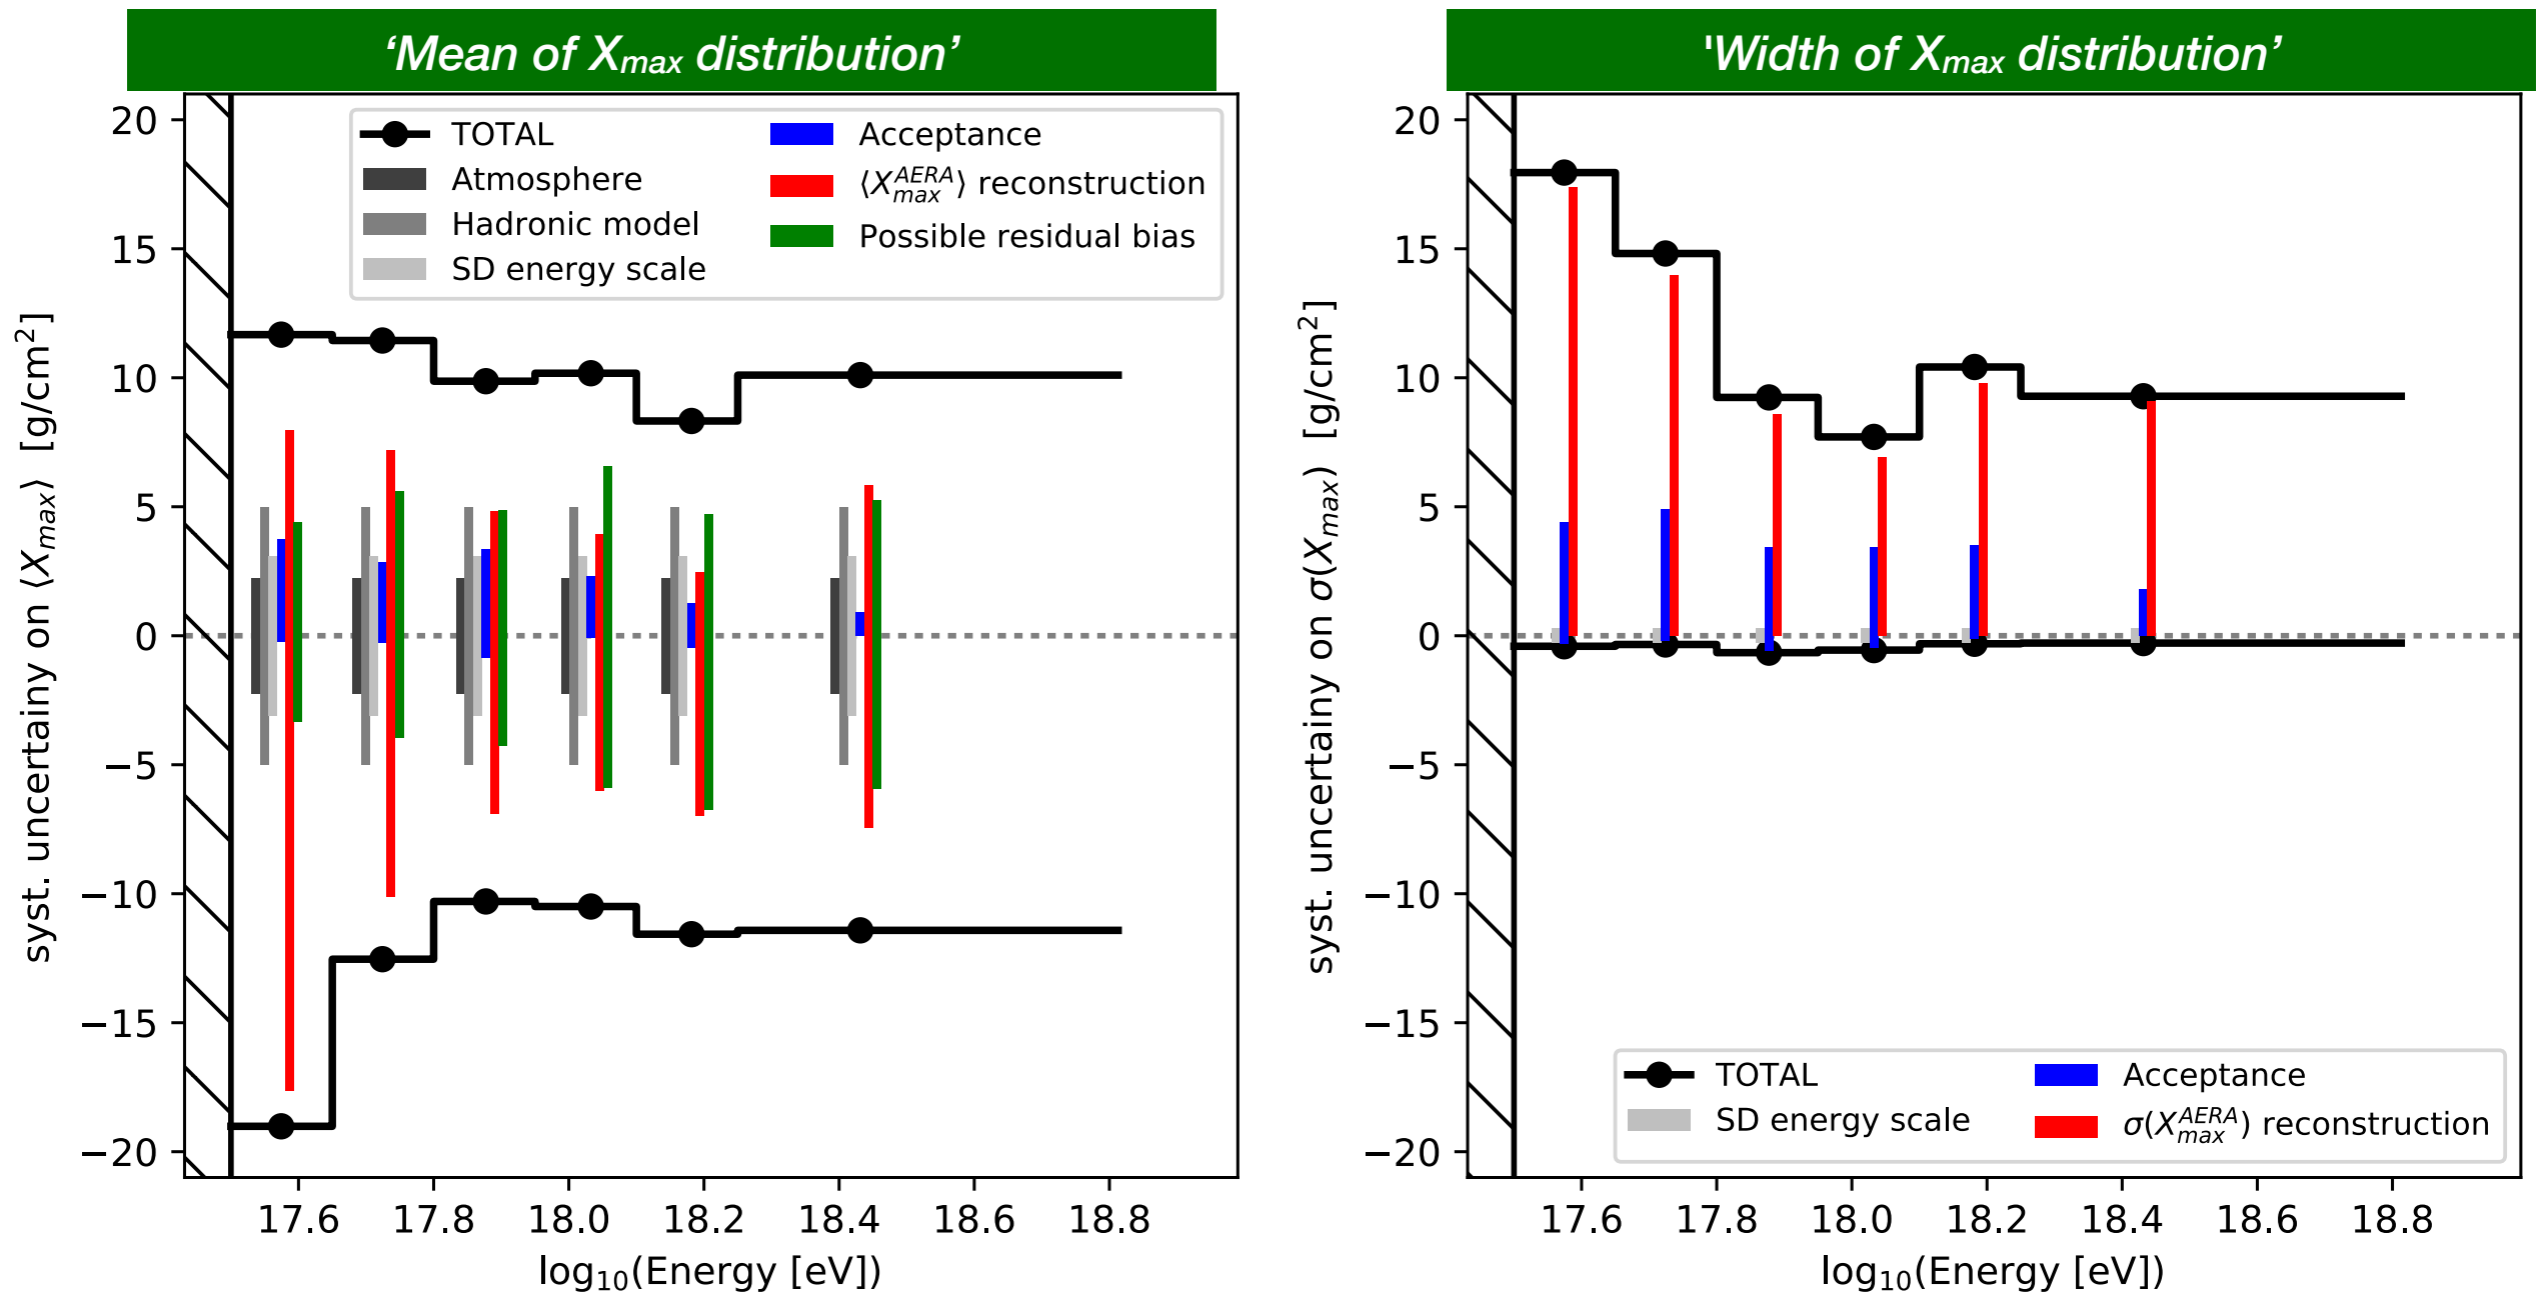 ‘Mean of Xmax distribution’
20
15
10
5
0
−5
−10
−15
−20
syst. uncertainy on ⟨Xmax⟩ [g/cm²]
TOTAL
Atmosphere
Hadronic model
SD energy scale
Acceptance
⟨X^AERA_max⟩ reconstruction
Possible residual bias
17.6 17.8 18.0 18.2 18.4 18.6 18.8
log₁₀(Energy [eV])
'Width of Xmax distribution’
20
15
10
5
0
−5
−10
−15
−20
syst. uncertainy on σ(Xmax) [g/cm²]
TOTAL
SD energy scale
Acceptance
σ(X^AERA_max) reconstruction
17.6 17.8 18.0 18.2 18.4 18.6 18.8
log₁₀(Energy [eV])